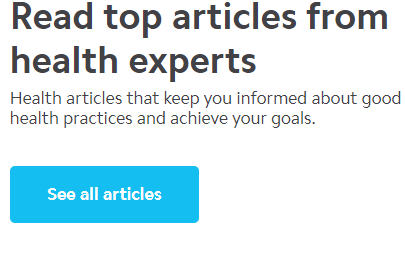 Read top articles from
health experts
Health articles that keep you informed about good
health practices and achieve your goals.
See all articles